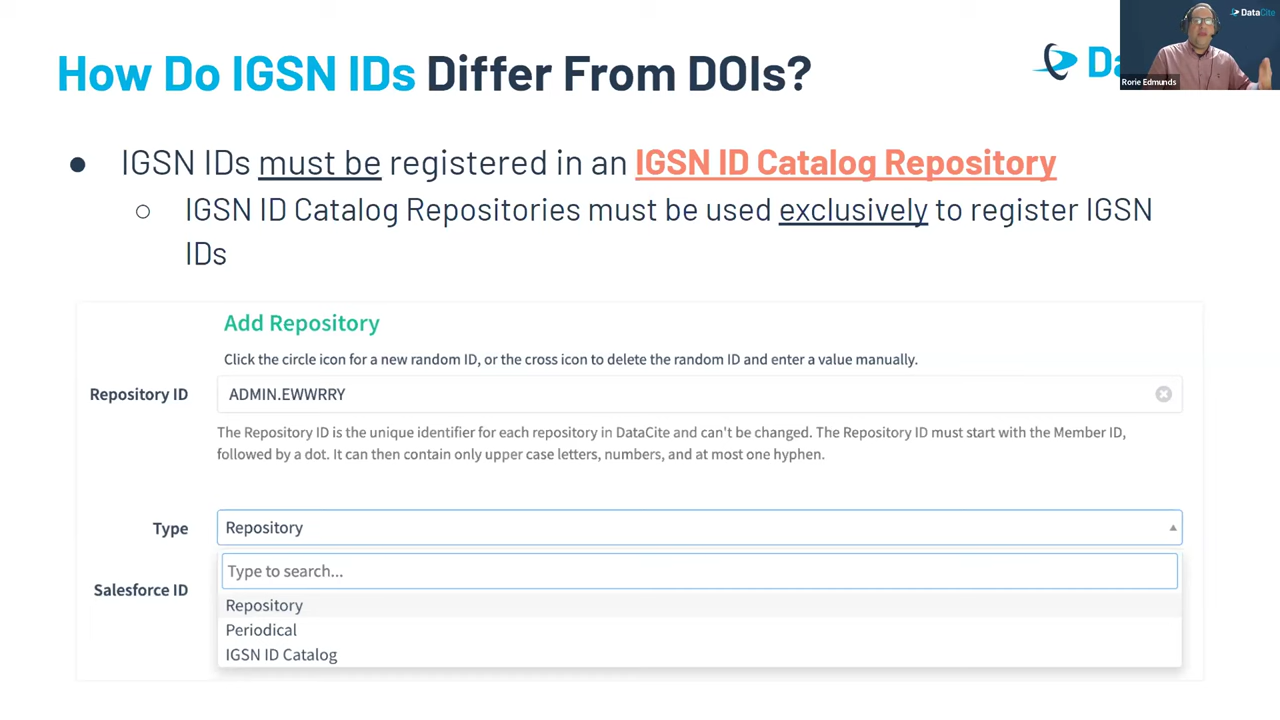 How Do IGSN IDs Differ From DOIs?
DataCite
Rorie Edmunds
● IGSN IDs must be registered in an IGSN ID Catalog Repository
○ IGSN ID Catalog Repositories must be used exclusively to register IGSN
IDs
Add Repository
Click the circle icon for a new random ID, or the cross icon to delete the random ID and enter a value manually.
Repository ID ADMIN.EWWRRY
The Repository ID is the unique identifier for each repository in DataCite and can't be changed. The Repository ID must start with the Member ID,
followed by a dot. It can then contain only upper case letters, numbers, and at most one hyphen.
Type Repository
Type to search...
Salesforce ID
Repository
Periodical
IGSN ID Catalog